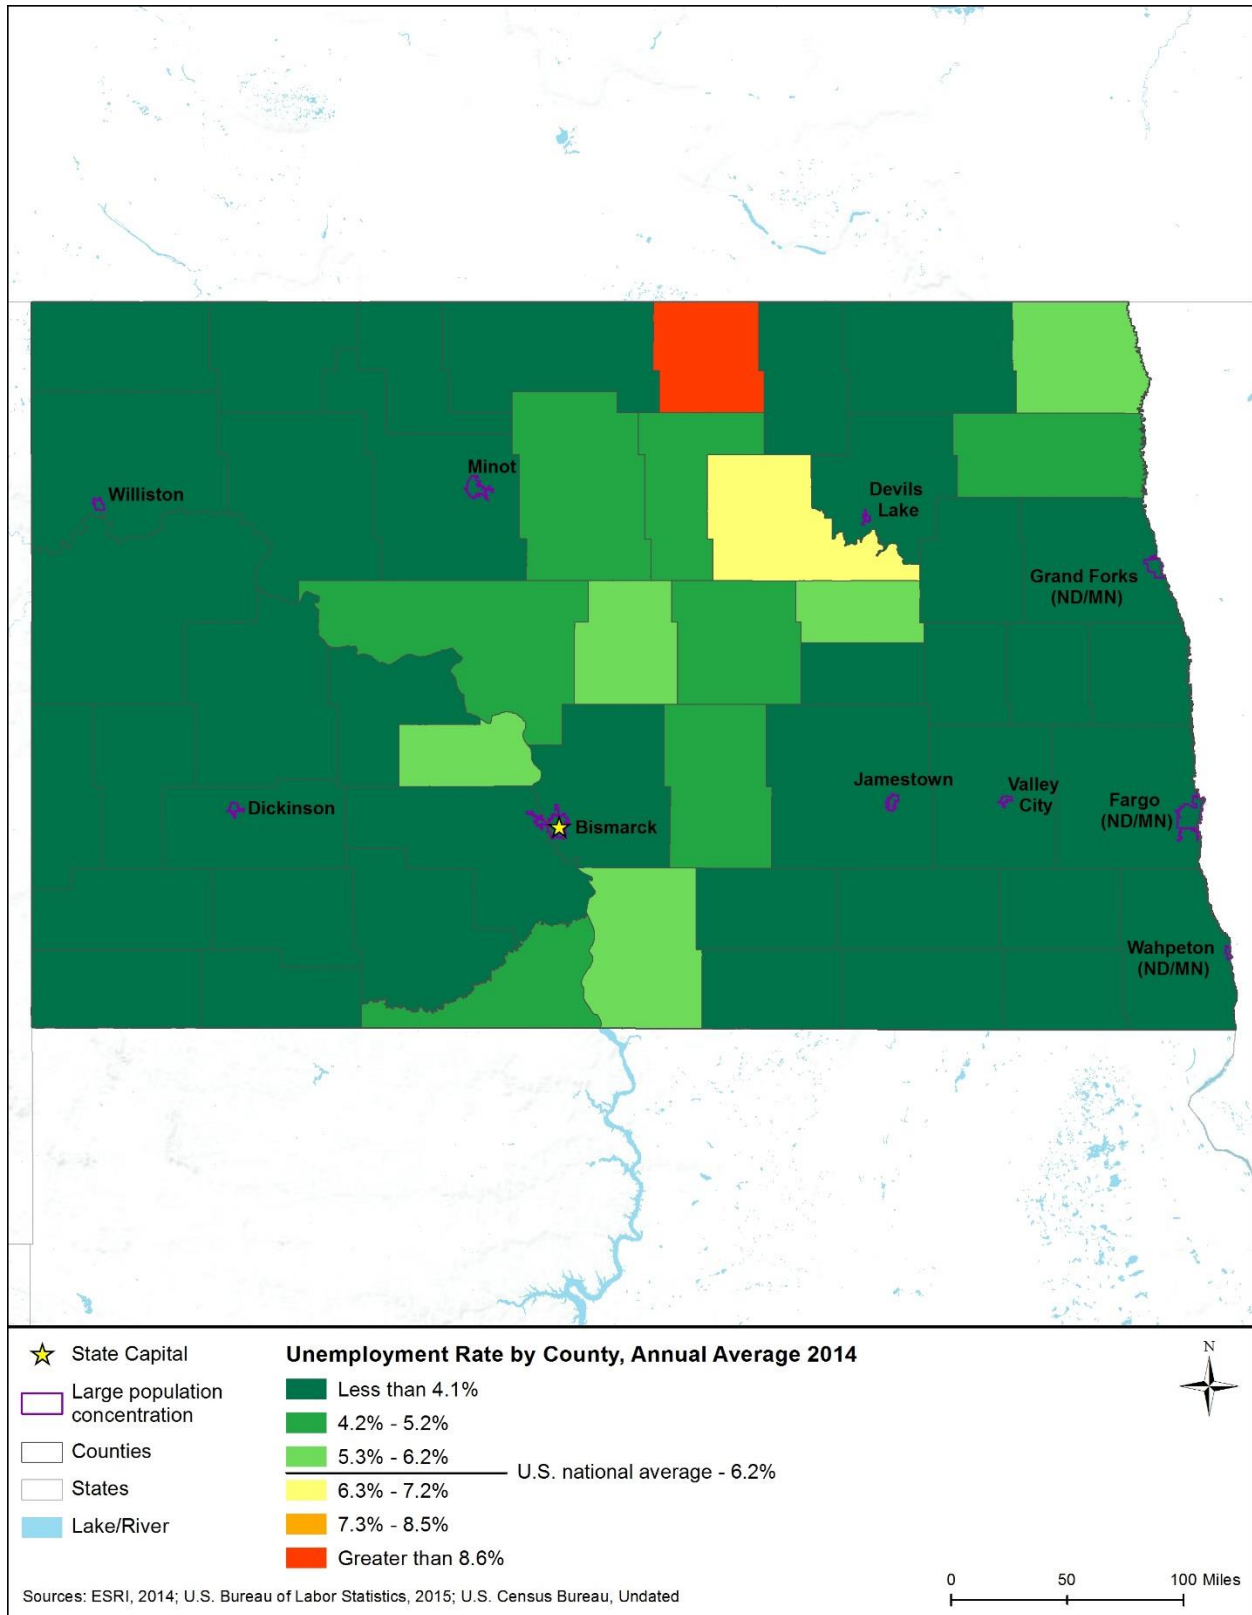 Minot
Williston
Devils
Lake
Grand Forks
(ND/MN)
Jamestown
Valley
City
Fargo
(ND/MN)
Dickinson
Bismarck
Wahpeton
(ND/MN)
State Capital
Large population
concentration
Counties
States
Lake/River
Unemployment Rate by County, Annual Average 2014
Less than 4.1%
4.2% - 5.2%
5.3% - 6.2%
U.S. national average - 6.2%
6.3% - 7.2%
7.3% - 8.5%
Greater than 8.6%
N
0 50 100 Miles
Sources: ESRI, 2014; U.S. Bureau of Labor Statistics, 2015; U.S. Census Bureau, Undated